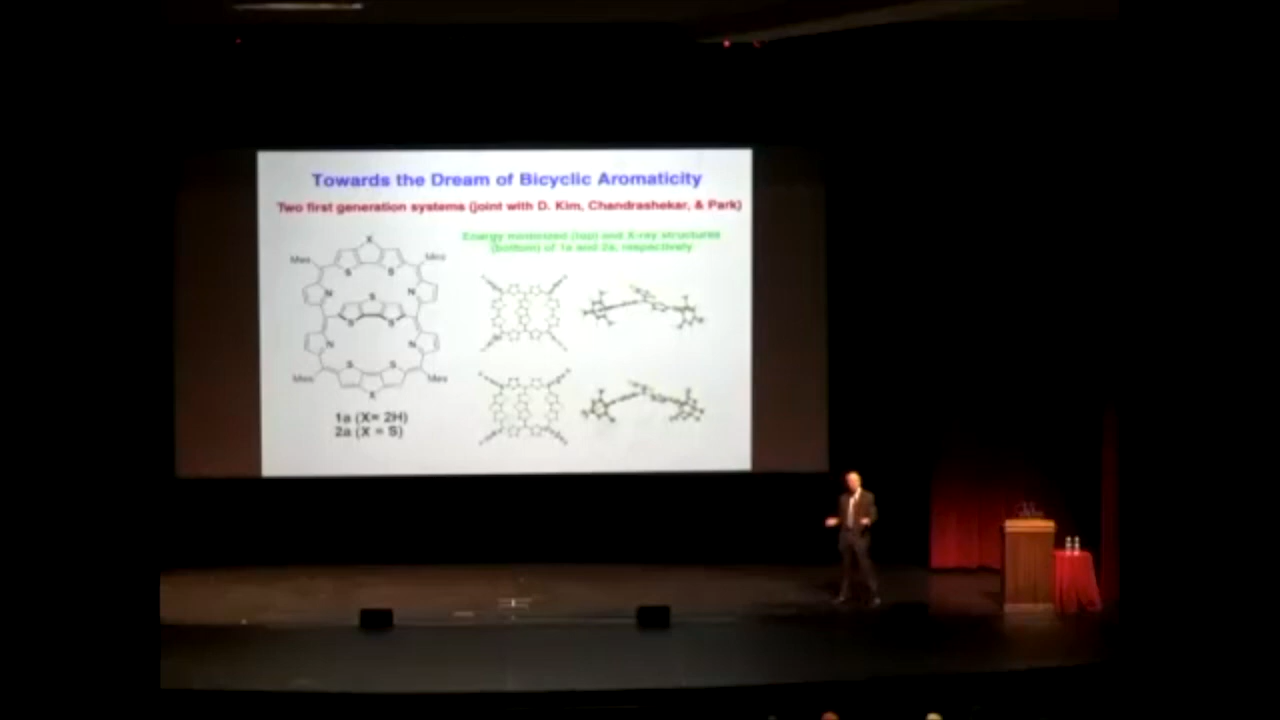 Towards the Dream of Bicyclic Aromaticity
Two first generation systems (joint with D. Kim, Chandrashekar, & Park)
Energy minimized (top) and X-ray structures
(bottom) of 1a and 2a, respectively
X
Mes
Mes
S
S
N
N
S
S
S
N
N
S
S
Mes
Mes
X
1a (X= 2H)
2a (X = S)